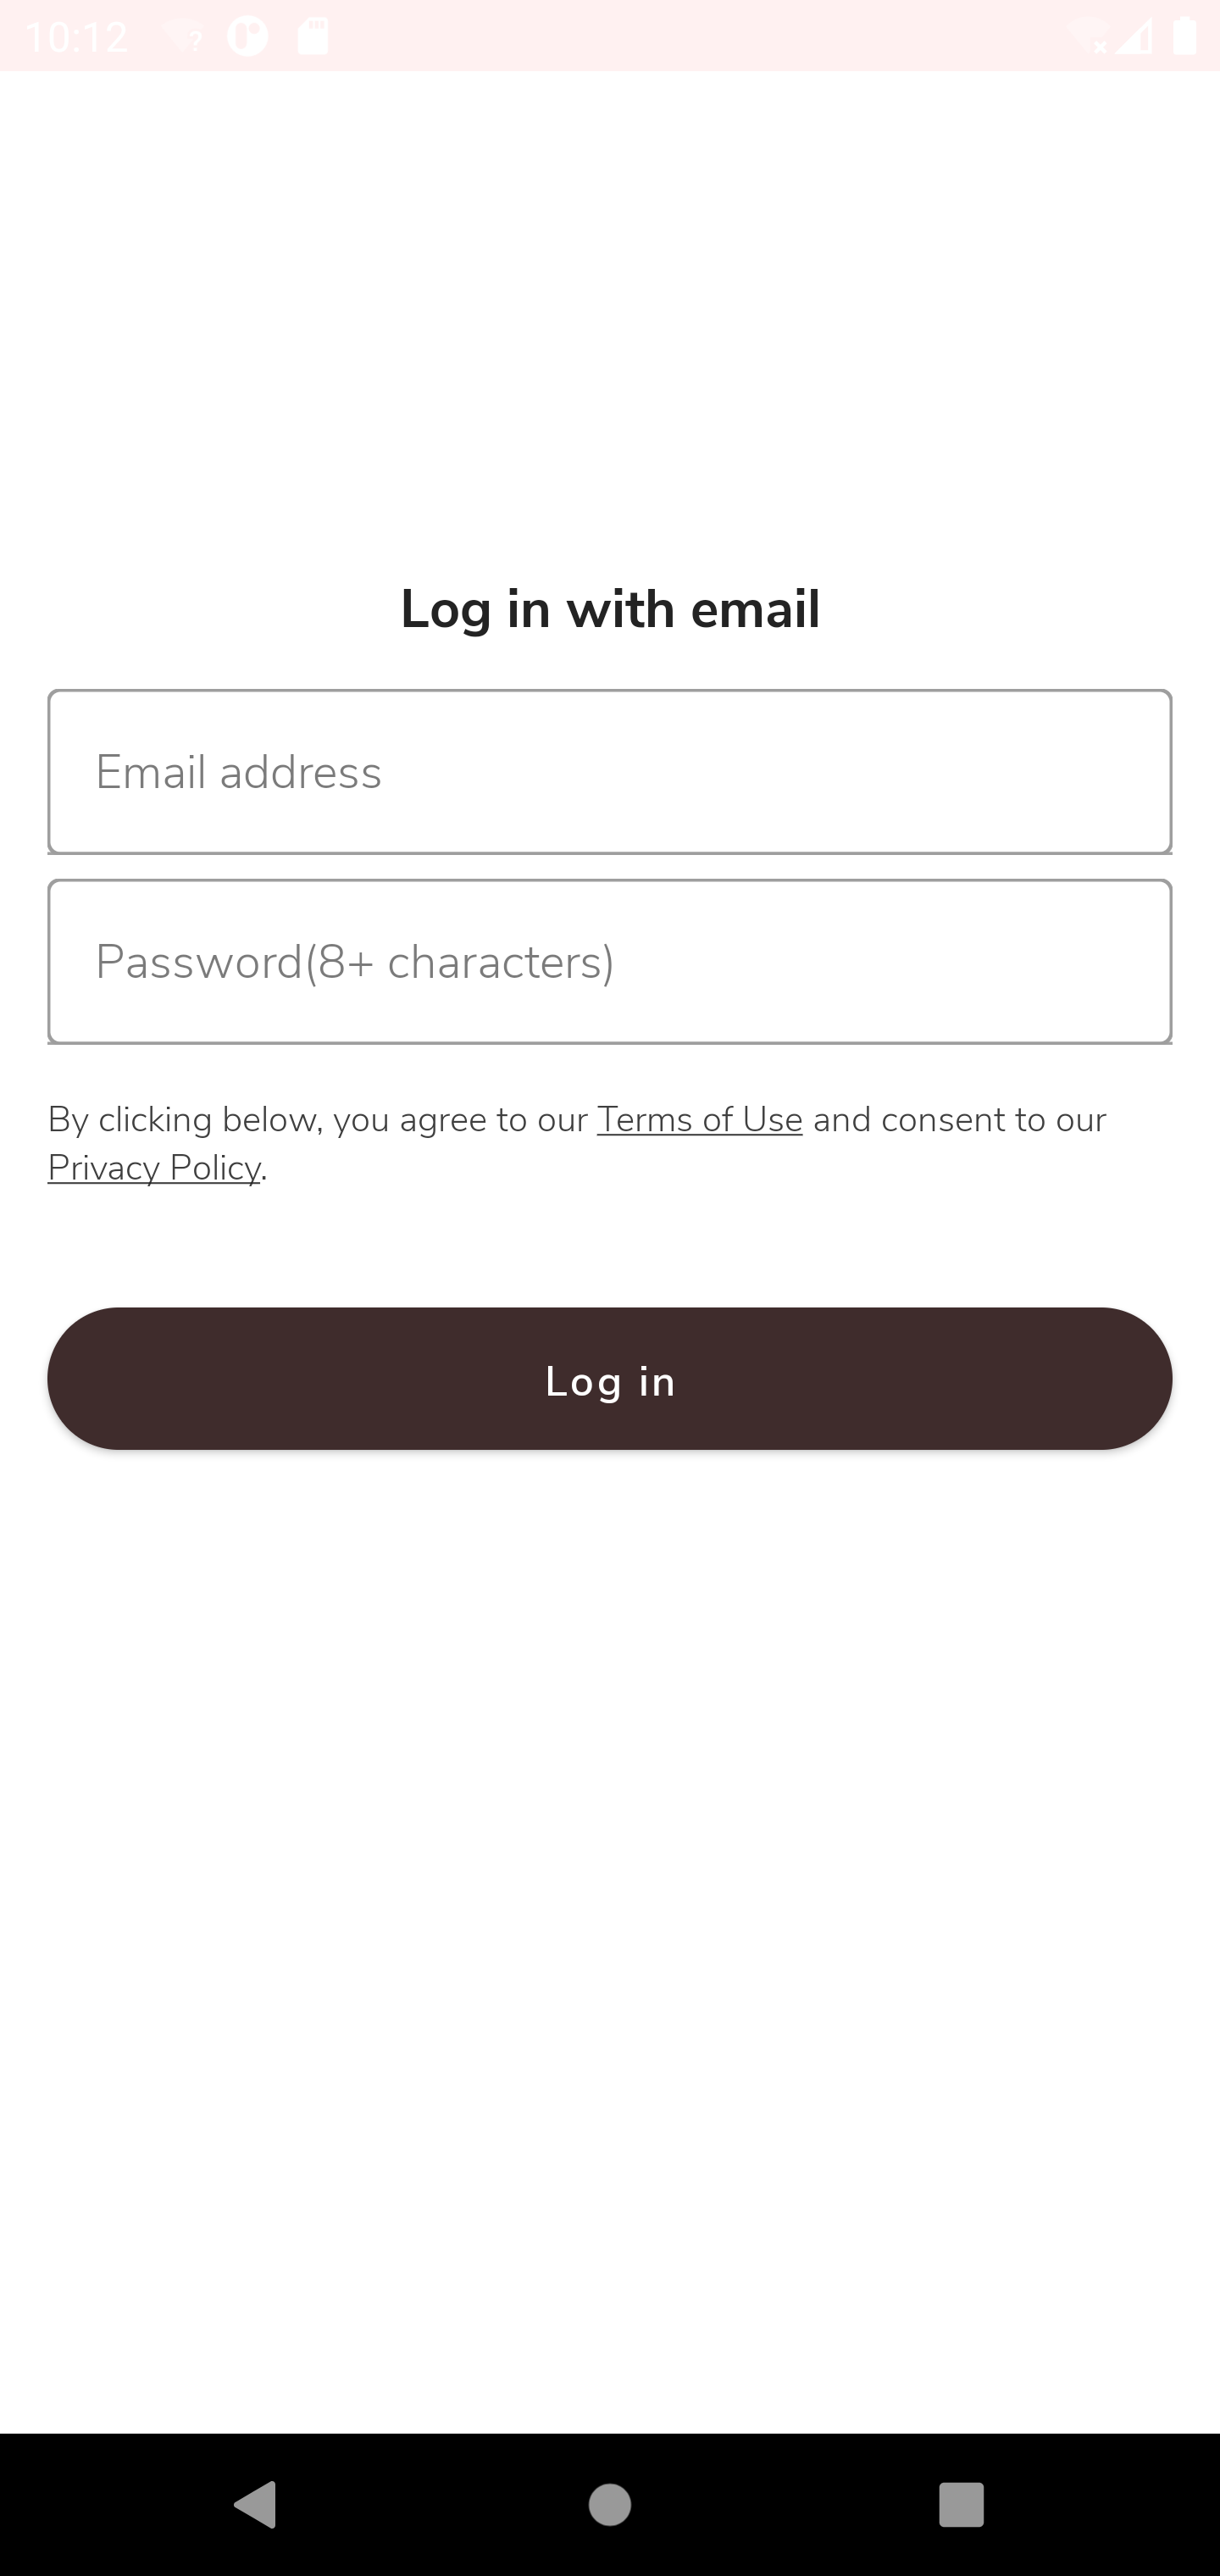 10:12
Log in with email
Email address
Password(8+ characters)
By clicking below, you agree to our Terms of Use and consent to our
Privacy Policy.
Log in